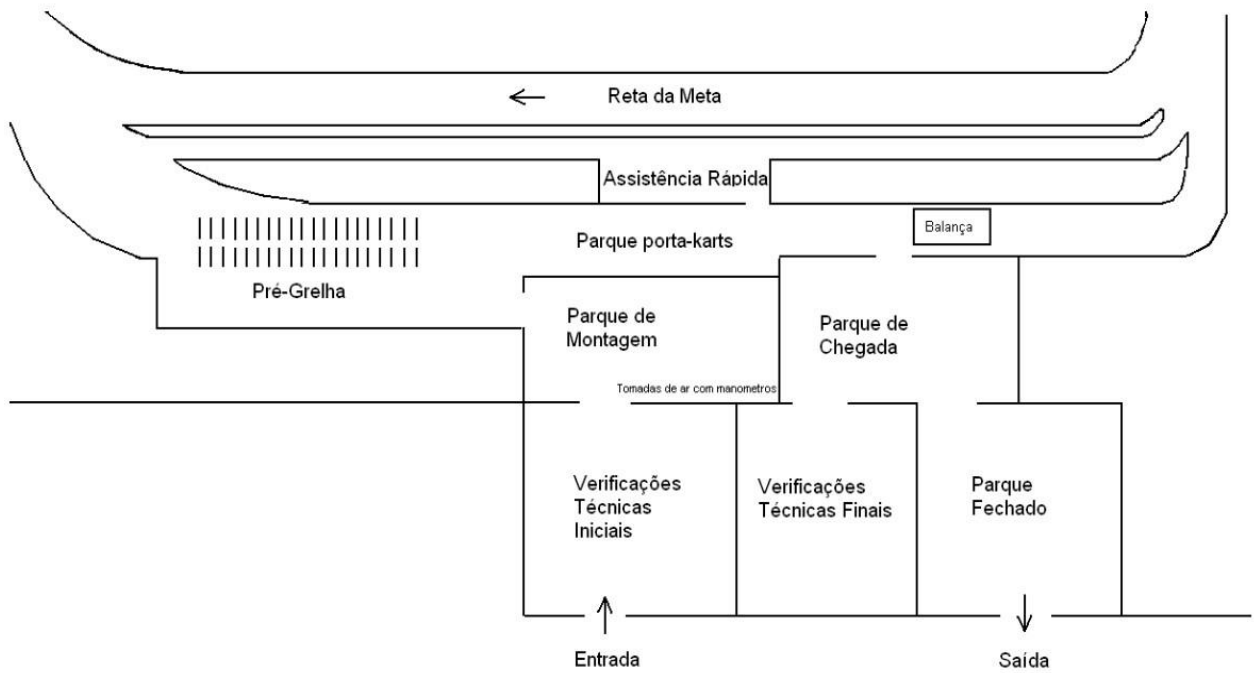 Reta da Meta
Assistência Rápida
Balança
Parque porta-karts
Pré-Grelha
Parque de
Montagem
Parque de
Chegada
Tomadas de ar com manometros
Verificações
Técnicas
Iniciais
Verificações
Técnicas Finais
Parque
Fechado
Entrada
Saída